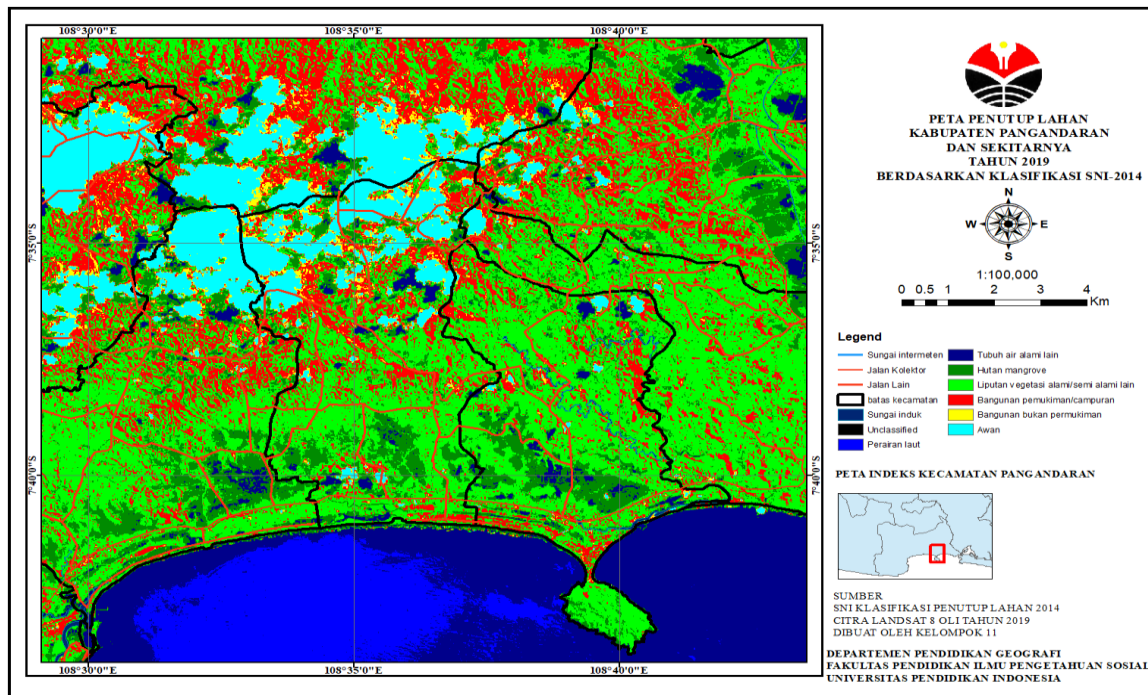 108°30'0"E 108°35'0"E 108°40'0"E
7°35'0"S 7°35'0"S
7°40'0"S 7°40'0"S
108°30'0"E 108°35'0"E 108°40'0"E
PETA PENUTUP LAHAN
KABUPATEN PANGANDARAN
DAN SEKITARNYA
TAHUN 2019
BERDASARKAN KLASIFIKASI SNI-2014
N
W E
S
1:100,000
0 0.5 1 2 3 4
Km
Legend
Sungai intermeten
Jalan Kolektor
Jalan Lain
batas kecamatan
Sungai induk
Unclassified
Perairan laut
Tubuh air alami lain
Hutan mangrove
Liputan vegetasi alami/semi alami lain
Bangunan pemukiman/campuran
Bangunan bukan permukiman
Awan
PETA INDEKS KECAMATAN PANGANDARAN
SUMBER
SNI KLASIFIKASI PENUTUP LAHAN 2014
CITRA LANDSAT 8 OLI TAHUN 2019
DIBUAT OLEH KELOMPOK 11
DEPARTEMEN PENDIDIKAN GEOGRAFI
FAKULTAS PENDIDIKAN ILMU PENGETAHUAN SOSIAL
UNIVERSITAS PENDIDIKAN INDONESIA